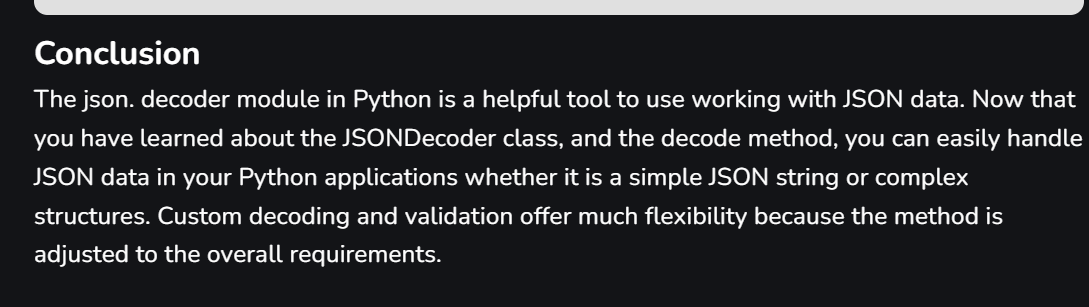 Conclusion
The json. decoder module in Python is a helpful tool to use working with JSON data. Now that
you have learned about the JSONDecoder class, and the decode method, you can easily handle
JSON data in your Python applications whether it is a simple JSON string or complex
structures. Custom decoding and validation offer much flexibility because the method is
adjusted to the overall requirements.